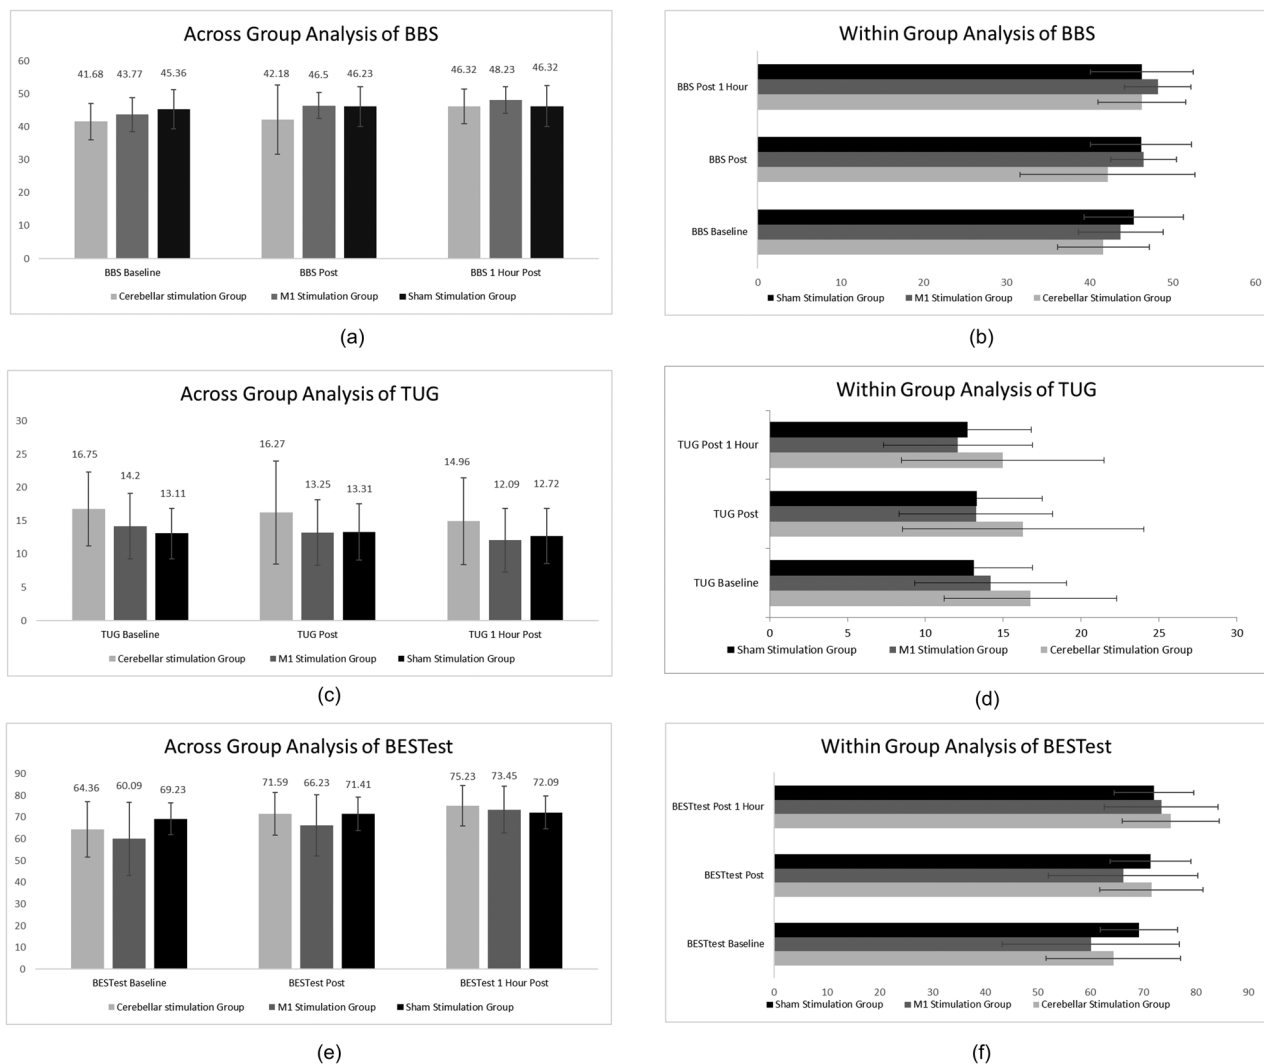 Across Group Analysis of BBS
60
50
40
30
20
10
0
41.68 43.77 45.36
42.18 46.5 46.23
46.32 48.23 46.32
BBS Baseline BBS Post BBS 1 Hour Post
Cerebellar stimulation Group M1 Stimulation Group Sham Stimulation Group
(a)
Within Group Analysis of BBS
BBS Post 1 Hour
BBS Post
BBS Baseline
0 10 20 30 40 50 60
Sham Stimulation Group M1 Stimulation Group Cerebellar Stimulation Group
(b)
Across Group Analysis of TUG
30
25
20
15
10
5
0
16.75 14.2 13.11
16.27 13.25 13.31
14.96 12.09 12.72
TUG Baseline TUG Post TUG 1 Hour Post
Cerebellar stimulation Group M1 Stimulation Group Sham Stimulation Group
(c)
Within Group Analysis of TUG
TUG Post 1 Hour
TUG Post
TUG Baseline
0 5 10 15 20 25 30
Sham Stimulation Group M1 Stimulation Group Cerebellar Stimulation Group
(d)
Across Group Analysis of BESTest
90
80
70
60
50
40
30
20
10
0
64.36 60.09 69.23
71.59 66.23 71.41
75.23 73.45 72.09
BESTest Baseline BESTest Post BESTest 1 Hour Post
Cerebellar stimulation Group M1 Stimulation Group Sham Stimulation Group
(e)
Within Group Analysis of BESTest
BESTtest Post 1 Hour
BESTtest Post
BESTtest Baseline
0 10 20 30 40 50 60 70 80 90
Sham Stimulation Group M1 Stimulation Group Cerebellar Stimulation Group
(f)